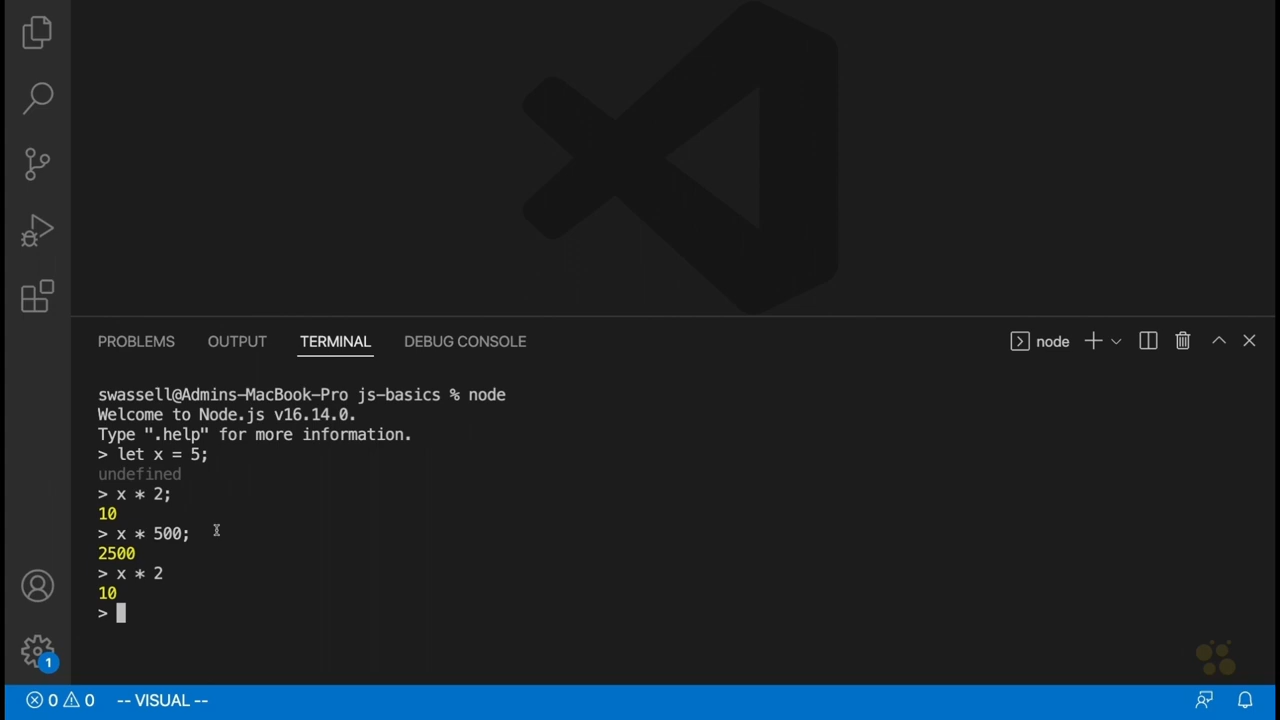 PROBLEMS OUTPUT TERMINAL DEBUG CONSOLE node
swassell@Admins-MacBook-Pro js-basics % node
Welcome to Node.js v16.14.0.
Type ".help" for more information.
> let x = 5;
undefined
> x * 2;
10
> x * 500;
2500
> x * 2
10
>
1
0 0 -- VISUAL --